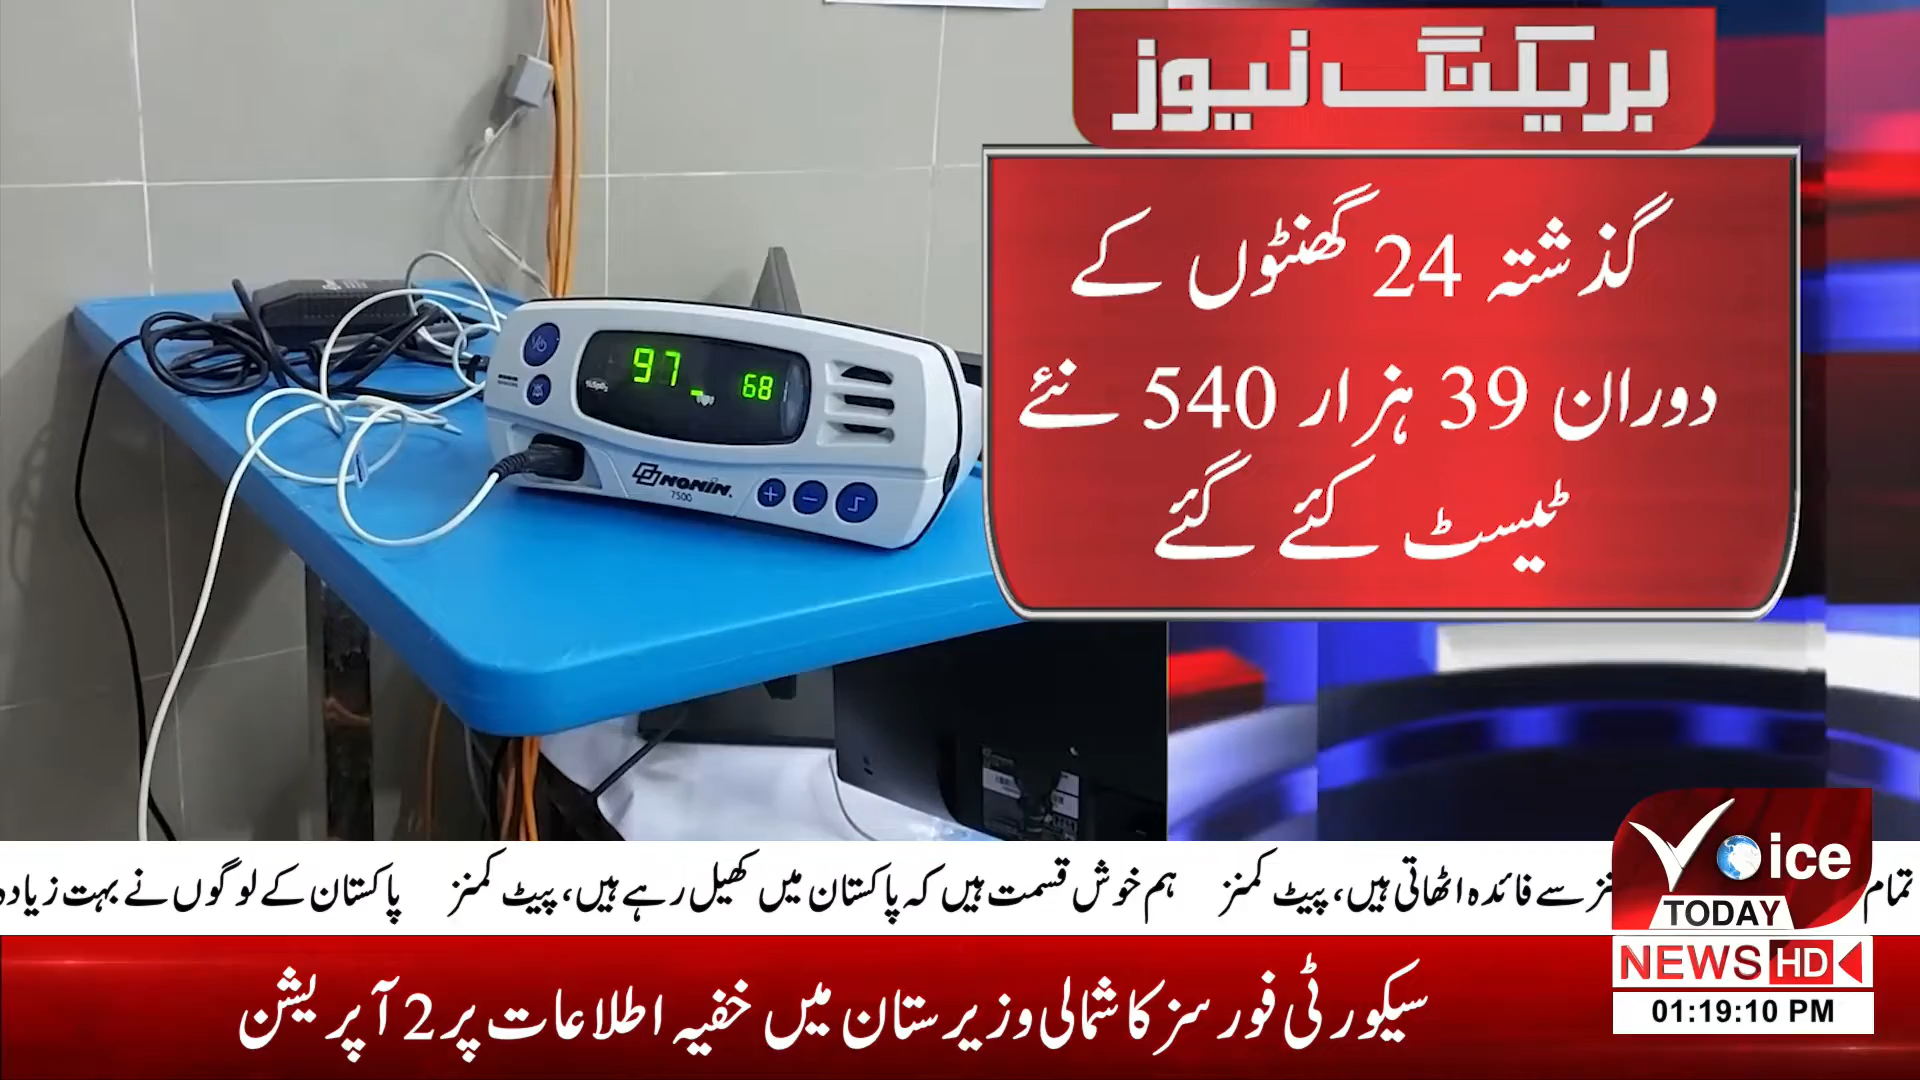 بریکنگ نیوز
گذشتہ 24 گھنٹوں کے
دوران 39 ہزار 540 نئے
ٹیسٹ کئے گئے
97 68
%SpO₂
NONIN
7500
تمام
سے فائدہ اٹھاتی ہیں، پیٹ کمنز ہم خوش قسمت ہیں کہ پاکستان میں کھیل رہے ہیں، پیٹ کمنز پاکستان کے لوگوں نے بہت زیادہ
Voice
TODAY
NEWS HD
01:19:10 PM
سیکورٹی فورسز کا شمالی وزیرستان میں خفیہ اطلاعات پر 2 آپریشن